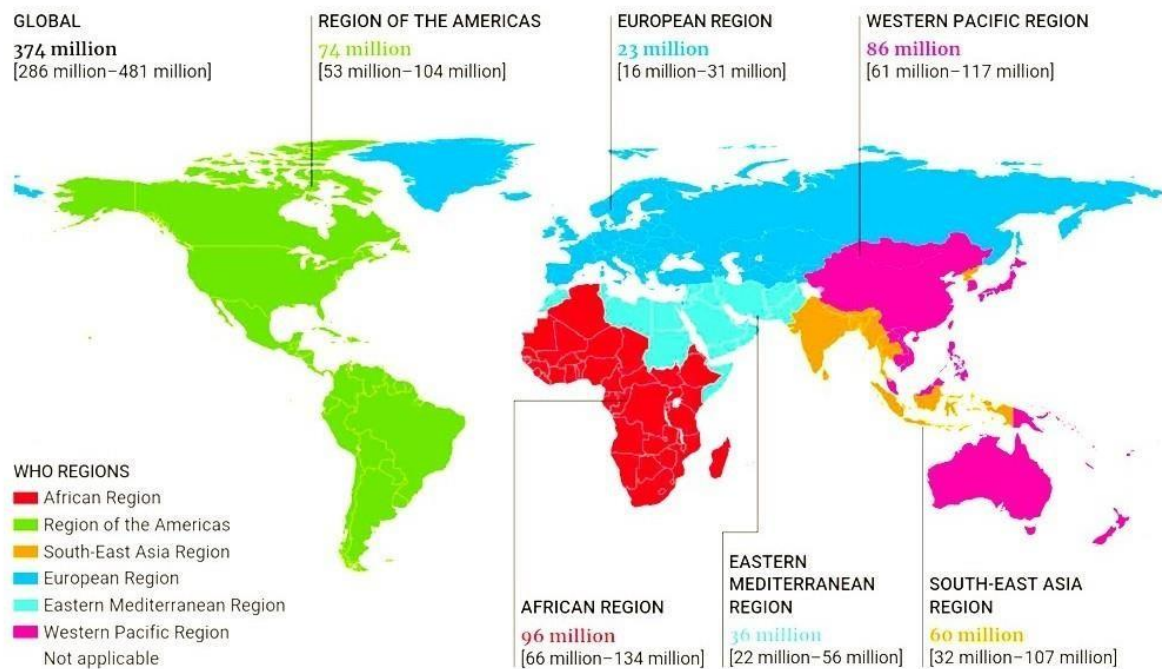 GLOBAL
374 million
[286 million–481 million]
REGION OF THE AMERICAS
74 million
[53 million–104 million]
EUROPEAN REGION
23 million
[16 million–31 million]
WESTERN PACIFIC REGION
86 million
[61 million–117 million]
WHO REGIONS
African Region
Region of the Americas
South-East Asia Region
European Region
Eastern Mediterranean Region
Western Pacific Region
Not applicable
AFRICAN REGION
96 million
[66 million–134 million]
EASTERN
MEDITERRANEAN
REGION
36 million
[22 million–56 million]
SOUTH-EAST ASIA
REGION
60 million
[32 million–107 million]